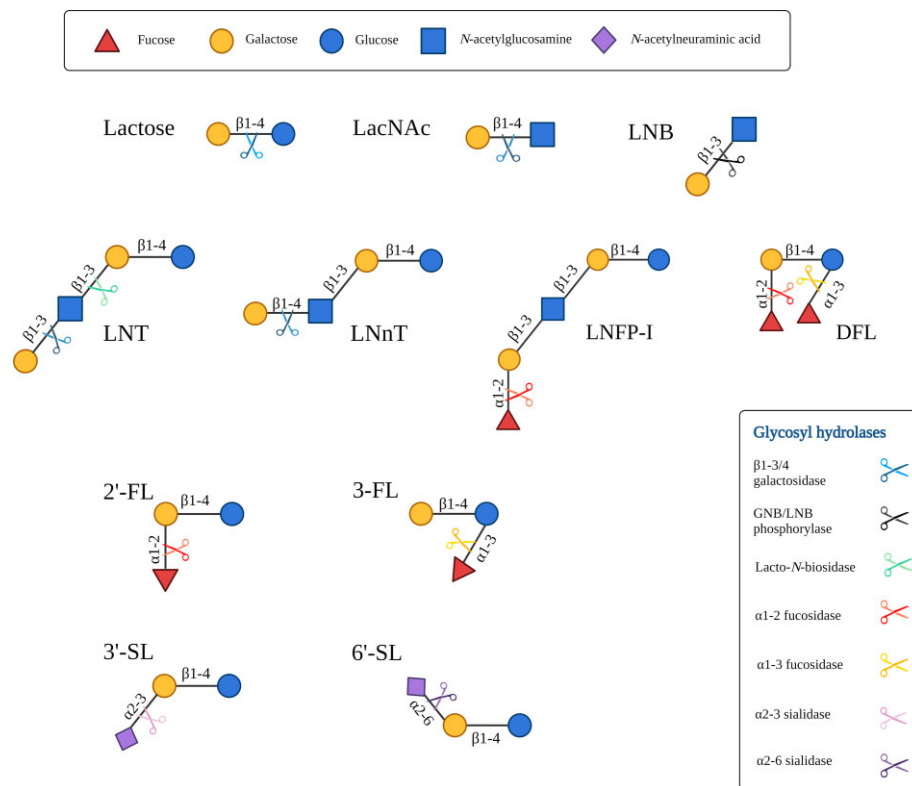 Fucose Galactose Glucose N-acetylglucosamine N-acetylneuraminic acid
Lactose β1-4 LacNAc β1-4 LNB β1-3
β1-3 β1-3 β1-4 LNT
β1-4 β1-3 β1-4 LNnT
α1-2 β1-3 β1-3 β1-4 LNFP-I
α1-2 β1-4 α1-3 DFL
2'-FL β1-4 α1-2
3-FL β1-4 α1-3
3'-SL β1-4 α2-3
6'-SL α2-6 β1-4
Glycosyl hydrolases
β1-3/4
galactosidase
GNB/LNB
phosphorylase
Lacto-N-biosidase
α1-2 fucosidase
α1-3 fucosidase
α2-3 sialidase
α2-6 sialidase